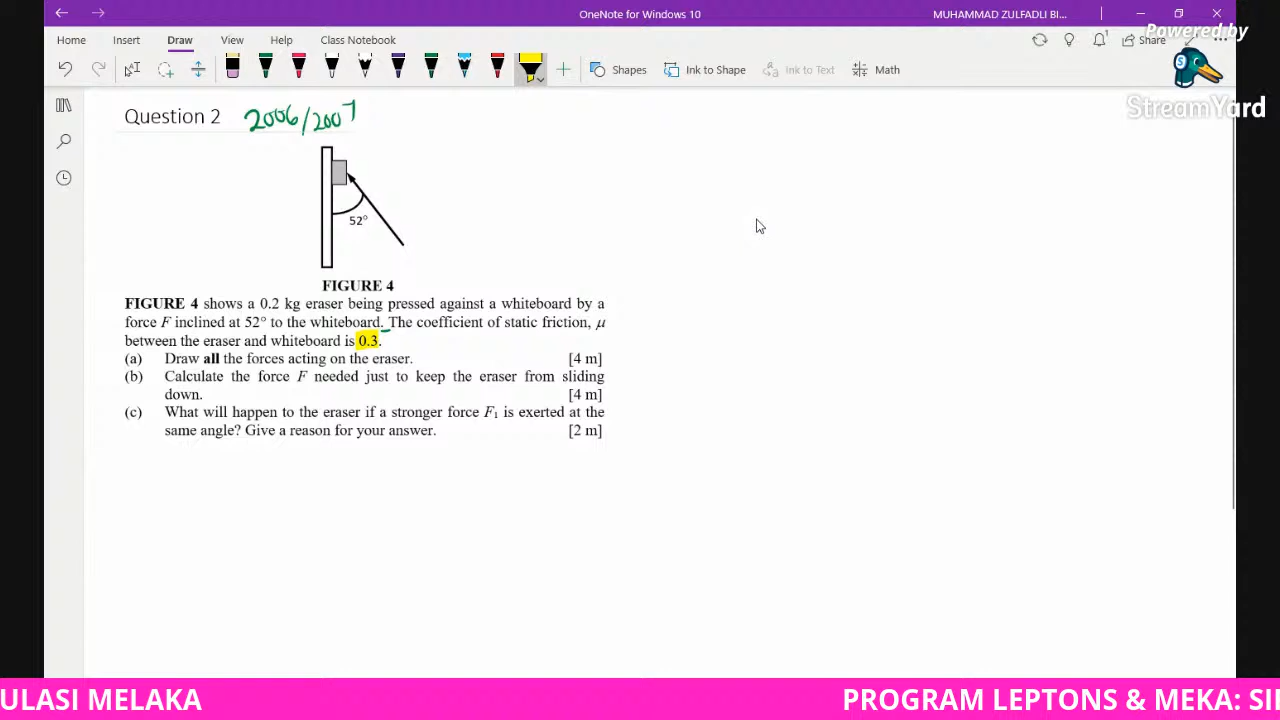 OneNote for Windows 10
MUHAMMAD ZULFADLI BI...
Powered by
Home Insert Draw View Help Class Notebook
Share
Shapes Ink to Shape Ink to Text Math
StreamYard
Question 2 2006/2007
52°
FIGURE 4
FIGURE 4 shows a 0.2 kg eraser being pressed against a whiteboard by a
force F inclined at 52° to the whiteboard. The coefficient of static friction, μ
between the eraser and whiteboard is 0.3.
(a) Draw all the forces acting on the eraser. [4 m]
(b) Calculate the force F needed just to keep the eraser from sliding
down. [4 m]
(c) What will happen to the eraser if a stronger force F₁ is exerted at the
same angle? Give a reason for your answer. [2 m]
ULASI MELAKA PROGRAM LEPTONS & MEKA: SI